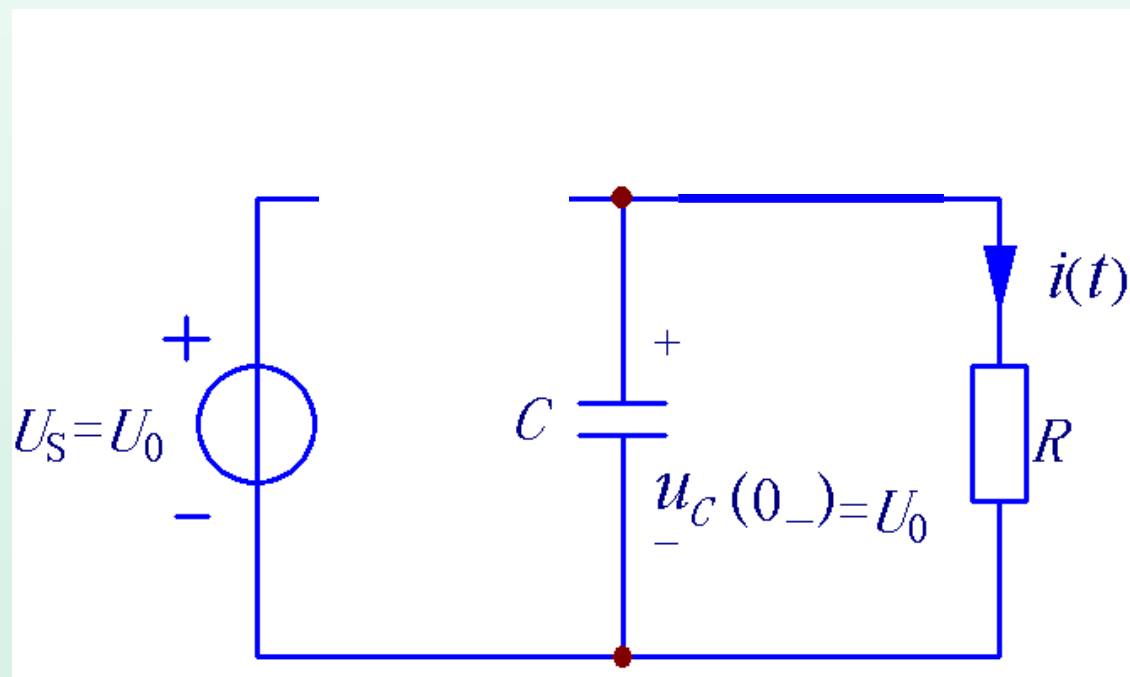 i(t)
+
+
U_S=U_0
C
R
u_C(0_-)=U_0
−
−